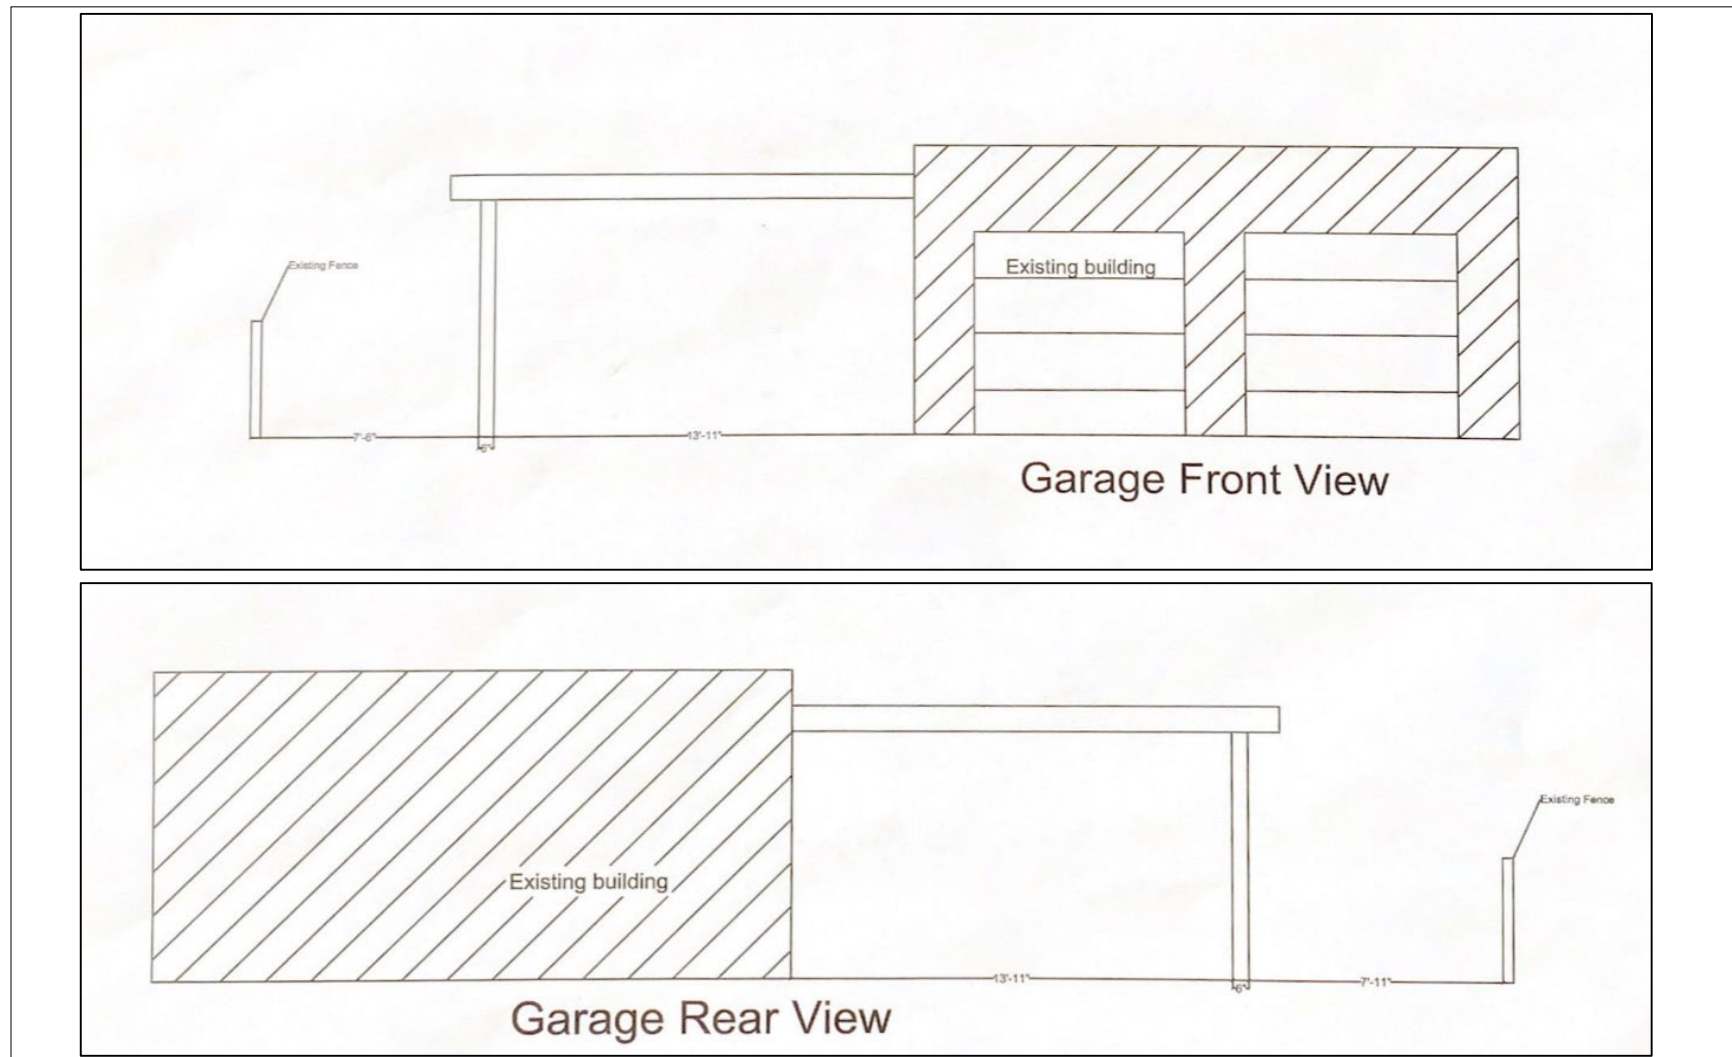 Existing Fence
Existing building
7'-6"
6"
13'-11"
Garage Front View
Existing Fence
Existing building
13'-11"
6"
7'-11"
Garage Rear View